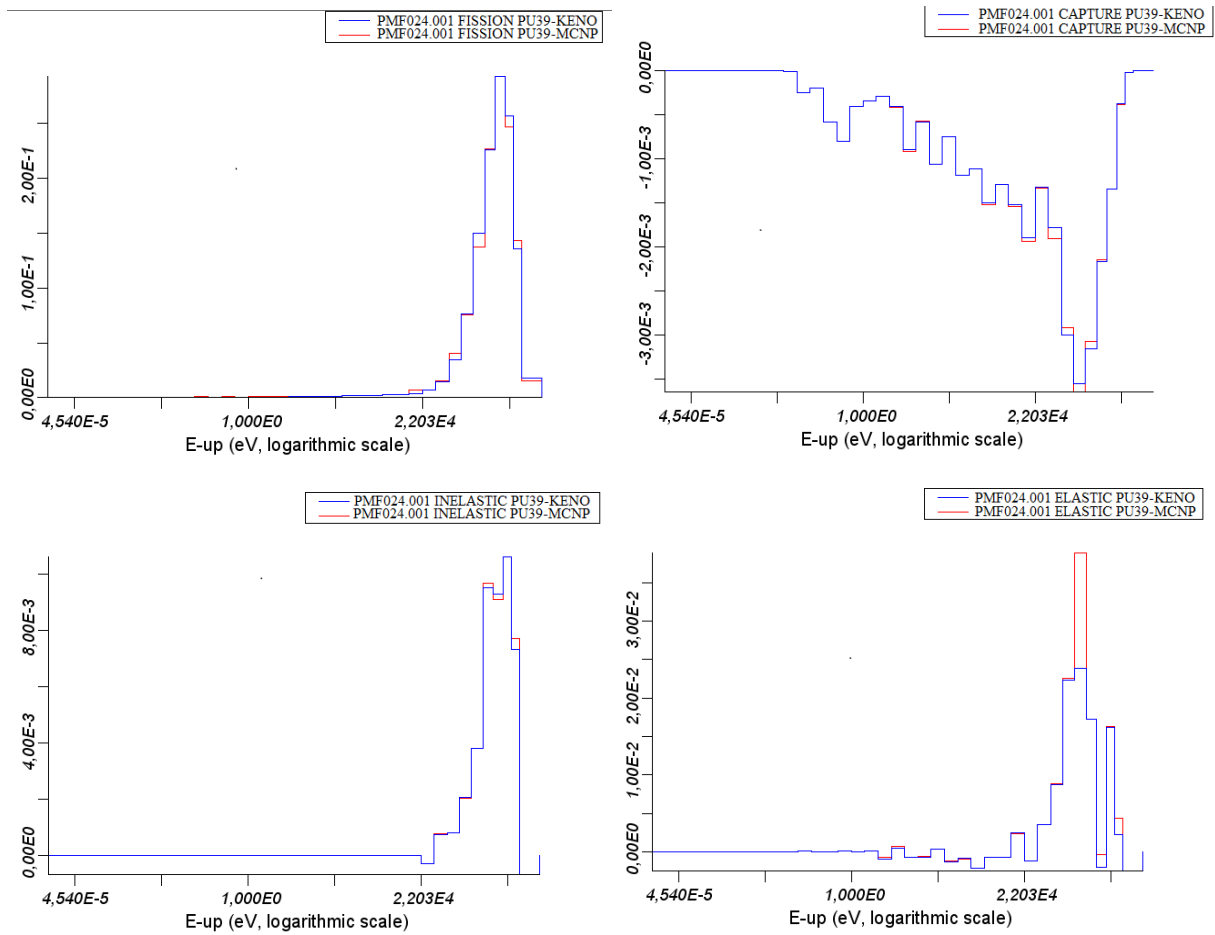 PMF024.001 FISSION PU39-KENO
PMF024.001 FISSION PU39-MCNP
2,00E-1
1,00E-1
0,00E0
4,540E-5 1,000E0 2,203E4
E-up (eV, logarithmic scale)
PMF024.001 CAPTURE PU39-KENO
PMF024.001 CAPTURE PU39-MCNP
0,00E0
-1,00E-3
-2,00E-3
-3,00E-3
4,540E-5 1,000E0 2,203E4
E-up (eV, logarithmic scale)
PMF024.001 INELASTIC PU39-KENO
PMF024.001 INELASTIC PU39-MCNP
8,00E-3
4,00E-3
0,00E0
4,540E-5 1,000E0 2,203E4
E-up (eV, logarithmic scale)
PMF024.001 ELASTIC PU39-KENO
PMF024.001 ELASTIC PU39-MCNP
3,00E-2
2,00E-2
1,00E-2
0,00E0
4,540E-5 1,000E0 2,203E4
E-up (eV, logarithmic scale)